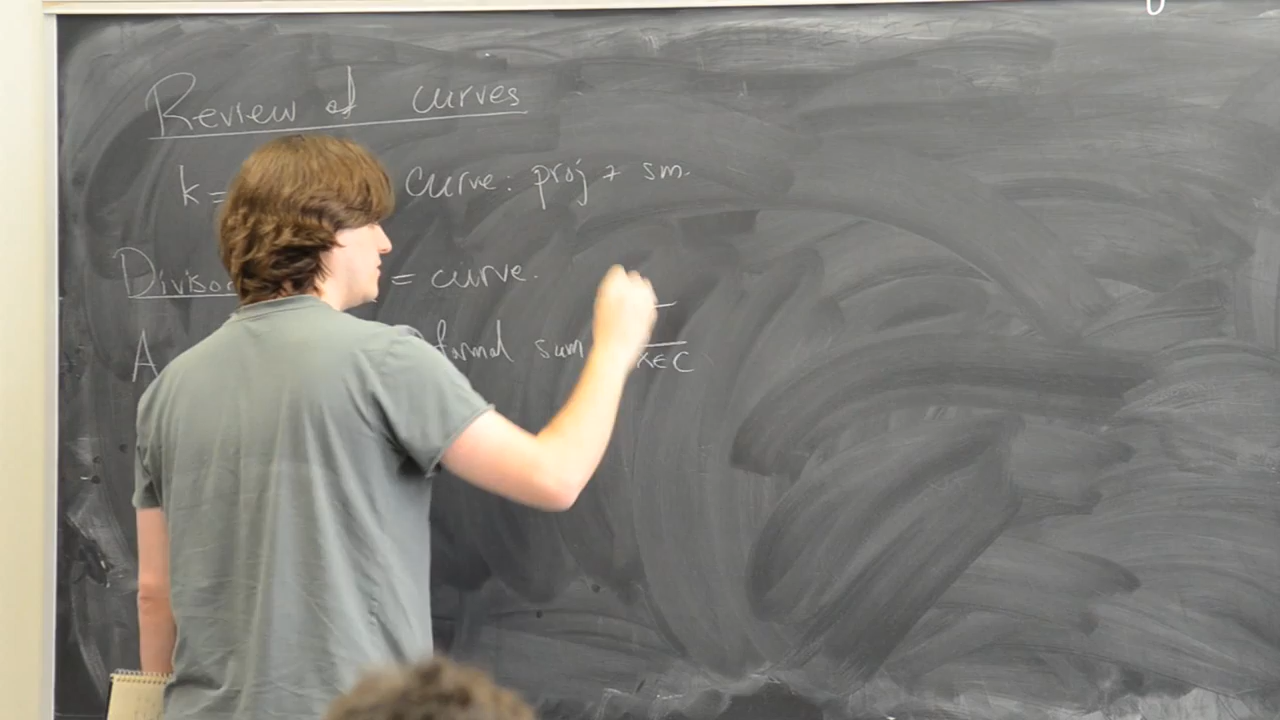 Review of curves
k = curve: proj + sm.
Divisor = curve.
A formal sum x∈C